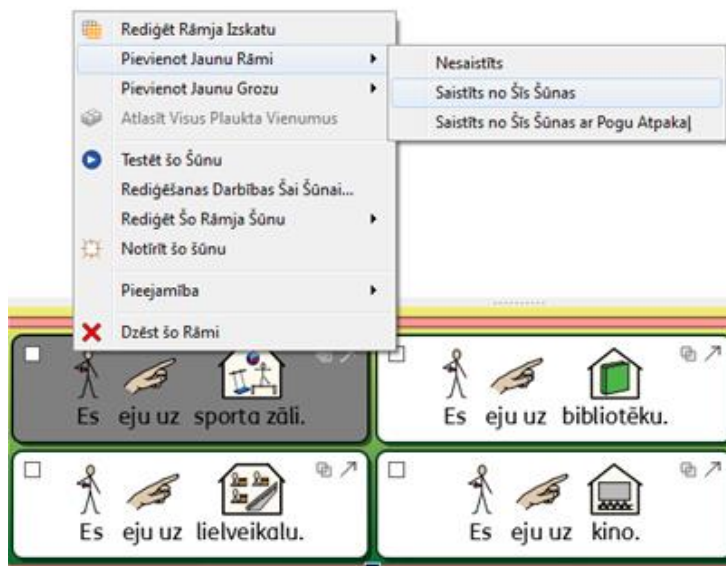 Rediģēt Rāmja Izskatu
Pievienot Jaunu Rāmi
Pievienot Jaunu Grozu
Atlasīt Visus Plaukta Vienumus
Testēt šo Šūnu
Rediģēšanas Darbības Šai Šūnai...
Rediģēt Šo Rāmja Šūnu
Notīrīt šo šūnu
Pieejamība
Dzēst šo Rāmi
Nesaistīts
Saistīts no Šīs Šūnas
Saistīts no Šīs Šūnas ar Pogu Atpakaļ
Es eju uz sporta zāli.
Es eju uz bibliotēku.
Es eju uz lielveikalu.
Es eju uz kino.